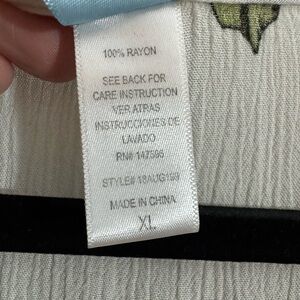 100% RAYON
SEE BACK FOR
CARE INSTRUCTION
VER ATRAS
INSTRUCCIONES DE
LAVADO
RN# 147596
STYLE# 18AUG199
MADE IN CHINA
XL